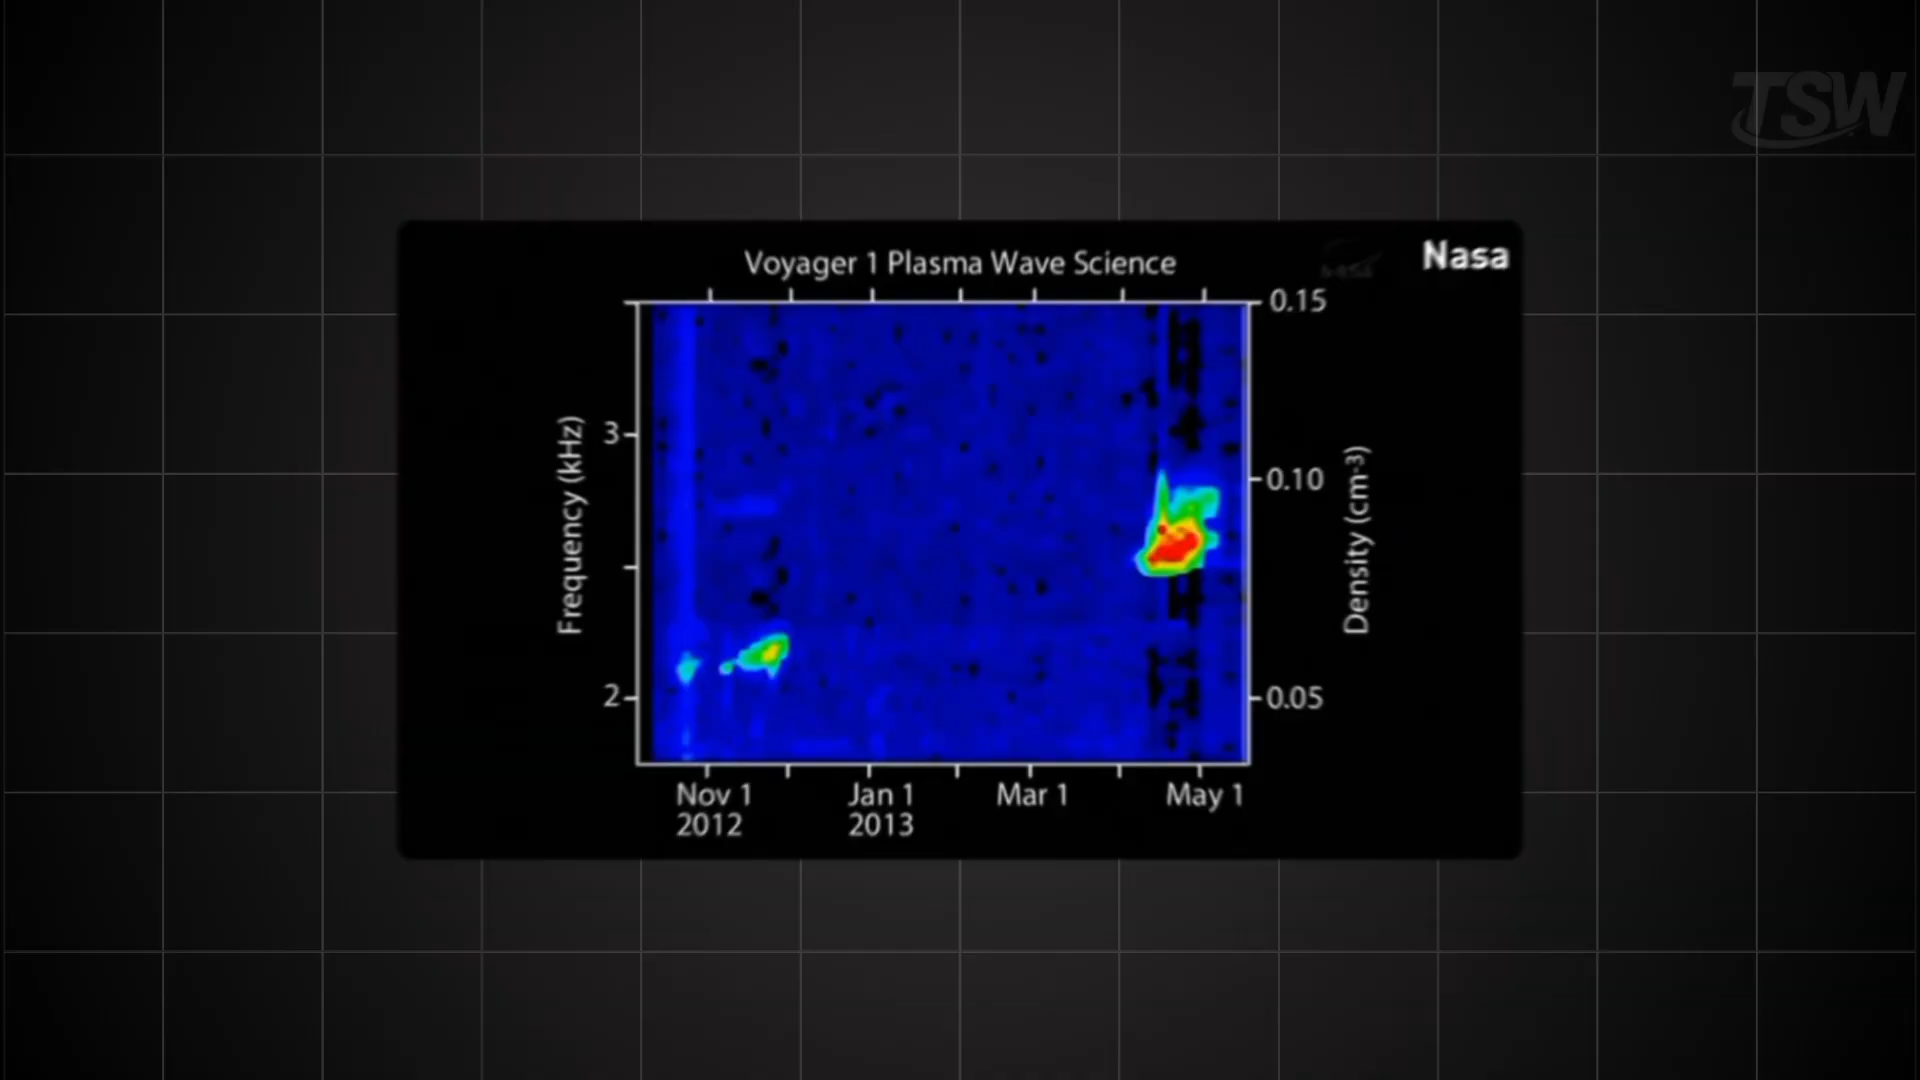 TSW
Voyager 1 Plasma Wave Science
Nasa
Frequency (kHz)
3
2
0.15
0.10
0.05
Density (cm-3)
Nov 1
2012
Jan 1
2013
Mar 1
May 1